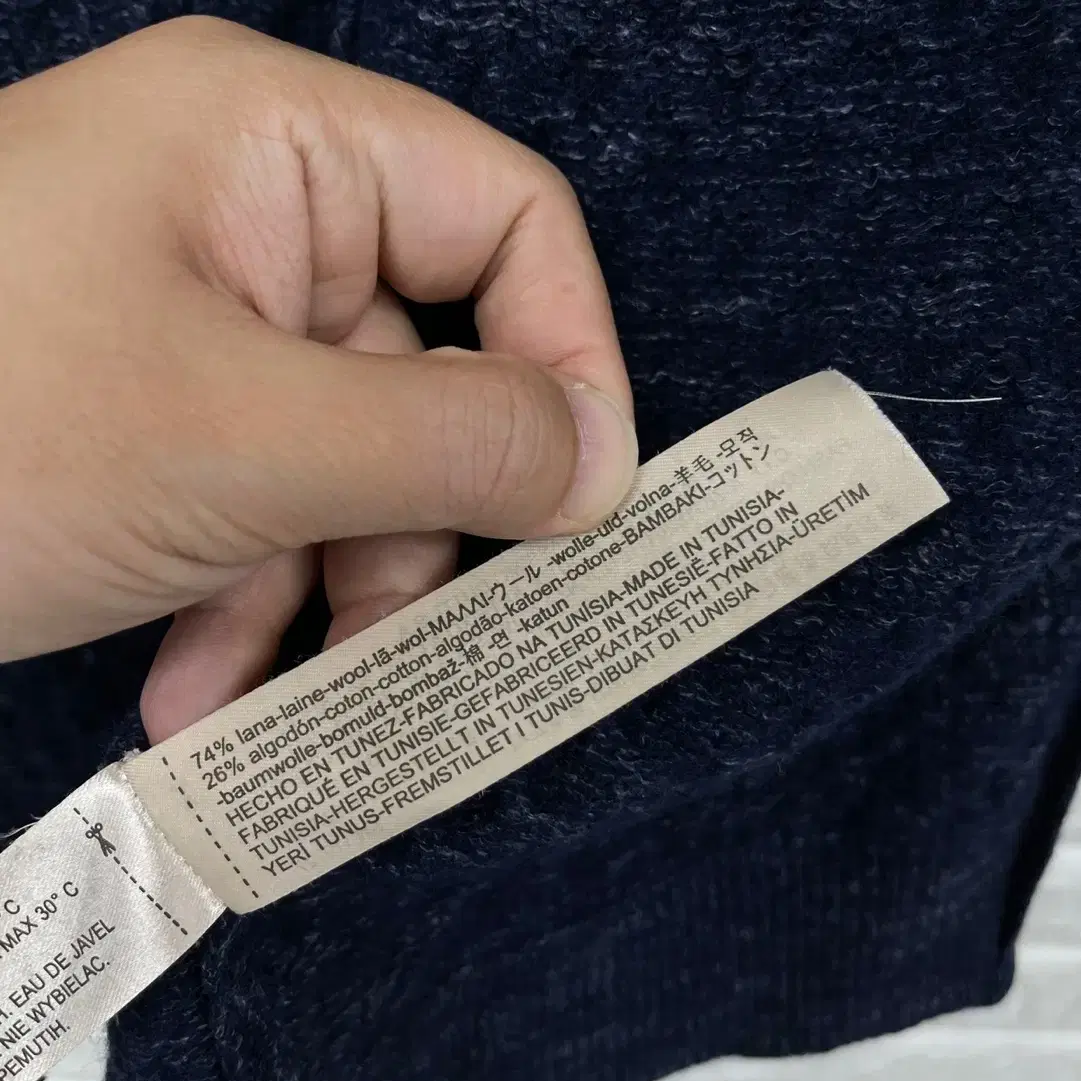 74% lana-laine-wool-lã-wol-ΜΑΛΛΙ-ウール -wolle-uld-volna-羊毛 -모직
26% algodón-coton-cotton-algodão-katoen-cotone-BAMBAKI-コットン
-baumwolle-bomuld-bombaž-棉 -면 -katun
HECHO EN TUNEZ-FABRICADO NA TUNÍSIA-MADE IN TUNISIA-
FABRIQUÉ EN TUNISIE-GEFABRICEERD IN TUNESIË-FATTO IN
TUNISIA-HERGESTELLT IN TUNESIEN-ΚΑΤΑΣΚΕΥΗ ΤΥΝΗΣΙΑ-ÜRETİM
YERİ TUNUS-FREMSTILLET I TUNIS-DIBUAT DI TUNISIA
C
MAX 30° C
EAU DE JAVEL
NIE WYBIELAC.